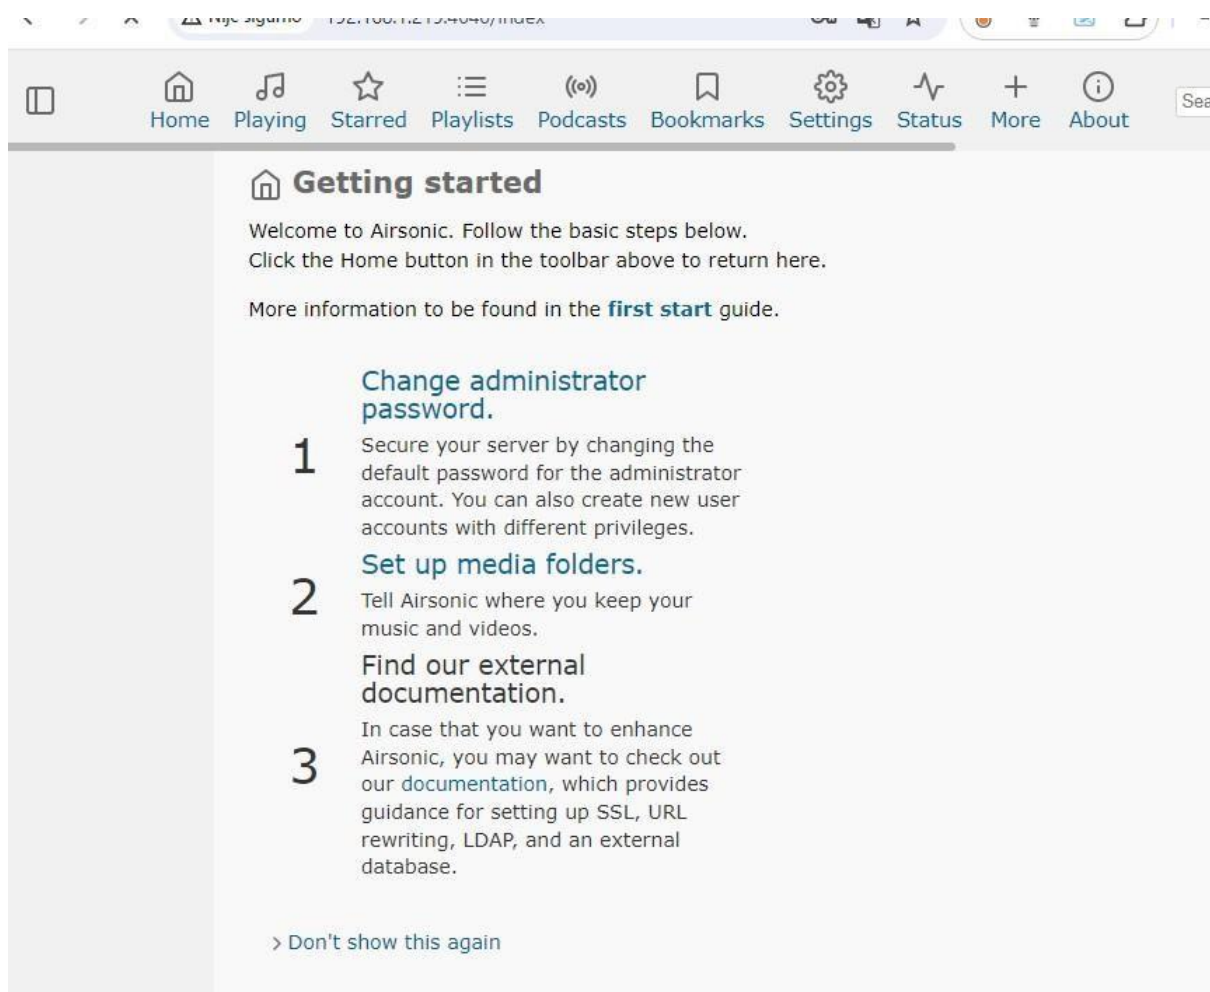 Home Playing Starred Playlists Podcasts Bookmarks Settings Status More About
Getting started
Welcome to Airsonic. Follow the basic steps below.
Click the Home button in the toolbar above to return here.
More information to be found in the first start guide.
Change administrator
password.
1
Secure your server by changing the
default password for the administrator
account. You can also create new user
accounts with different privileges.
Set up media folders.
2
Tell Airsonic where you keep your
music and videos.
Find our external
documentation.
3
In case that you want to enhance
Airsonic, you may want to check out
our documentation, which provides
guidance for setting up SSL, URL
rewriting, LDAP, and an external
database.
> Don't show this again